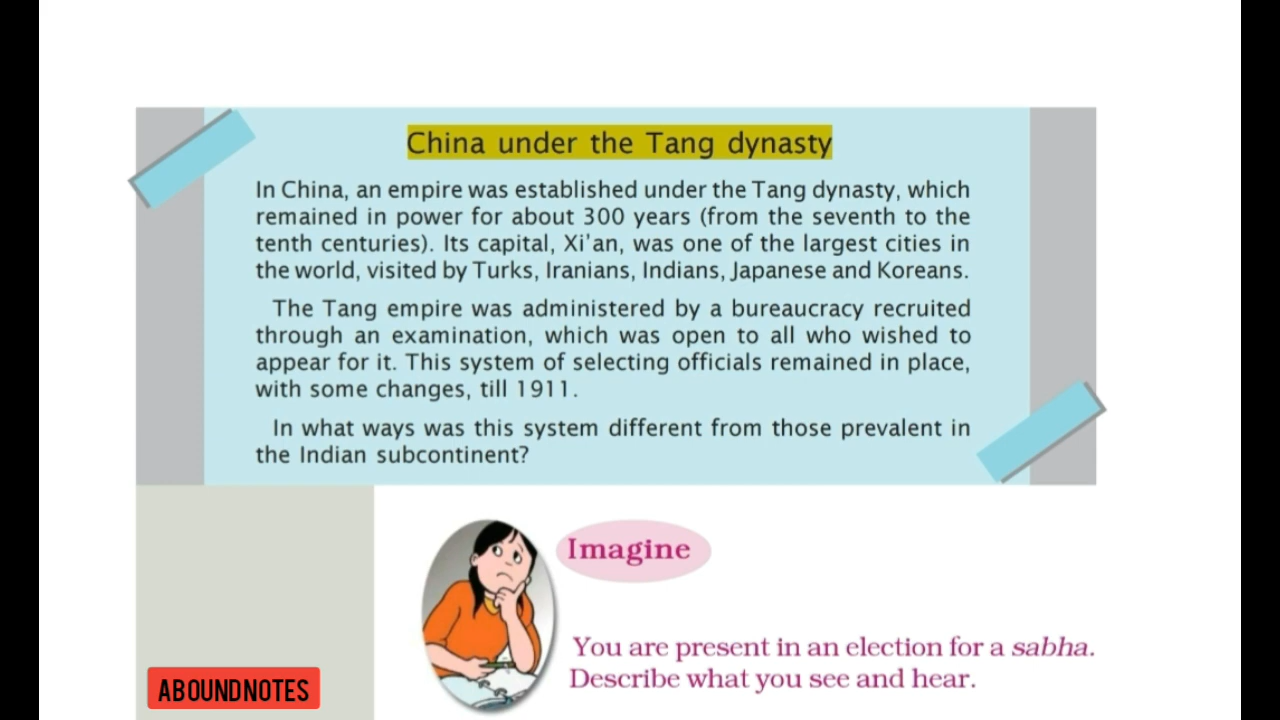 China under the Tang dynasty
In China, an empire was established under the Tang dynasty, which
remained in power for about 300 years (from the seventh to the
tenth centuries). Its capital, Xi'an, was one of the largest cities in
the world, visited by Turks, Iranians, Indians, Japanese and Koreans.
The Tang empire was administered by a bureaucracy recruited
through an examination, which was open to all who wished to
appear for it. This system of selecting officials remained in place,
with some changes, till 1911.
In what ways was this system different from those prevalent in
the Indian subcontinent?
Imagine
You are present in an election for a sabha.
Describe what you see and hear.
ABOUNDNOTES